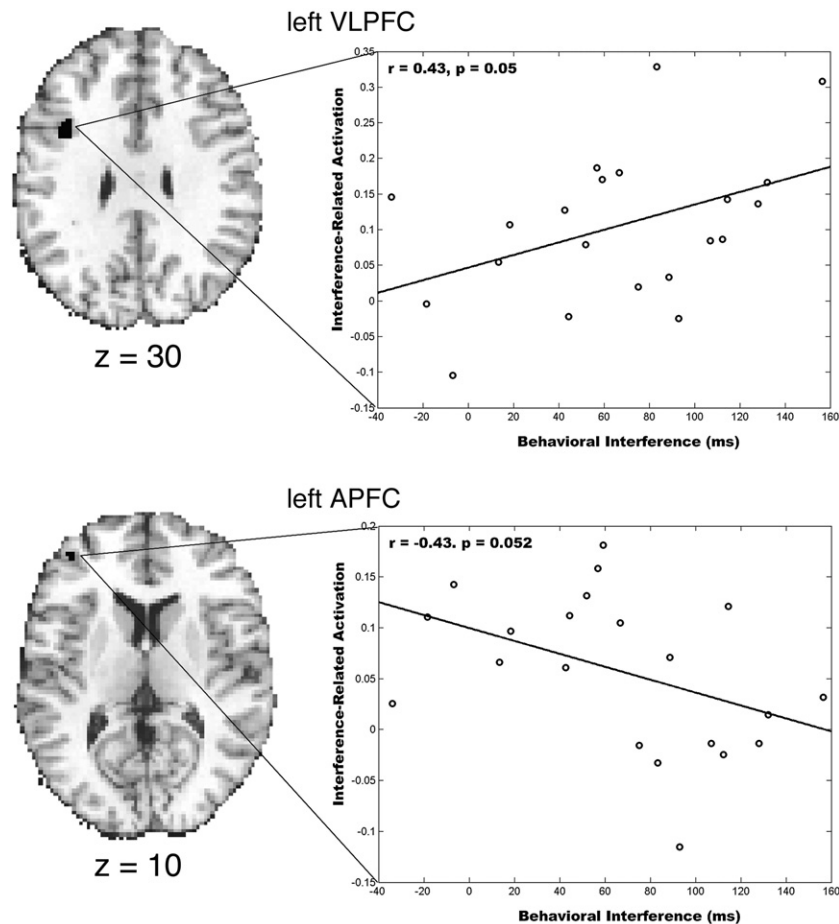 left VLPFC
r = 0.43, p = 0.05
0.35
0.3
0.25
0.2
0.15
0.1
0.05
0
-0.05
-0.1
-0.15
Interference-Related Activation
-40 -20 0 20 40 60 80 100 120 140 160
Behavioral Interference (ms)
z = 30
left APFC
r = -0.43. p = 0.052
0.2
0.15
0.1
0.05
0
-0.05
-0.1
-0.15
Interference-Related Activation
-40 -20 0 20 40 60 80 100 120 140 160
Behavioral Interference (ms)
z = 10